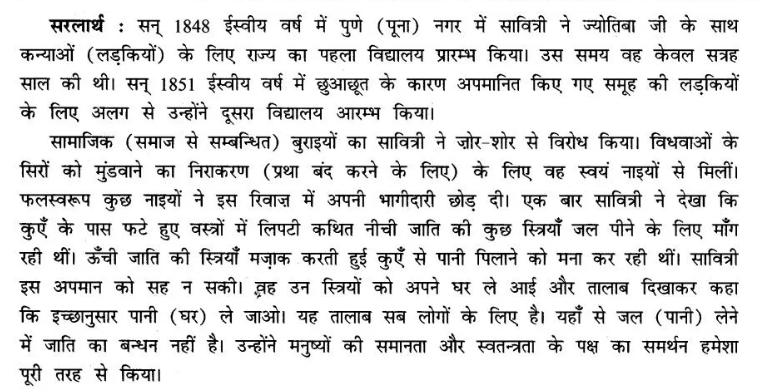 सरलार्थ : सन् 1848 ईस्वीय वर्ष में पुणे (पूना) नगर में सावित्री ने ज्योतिबा जी के साथ
कन्याओं (लड़कियों) के लिए राज्य का पहला विद्यालय प्रारम्भ किया। उस समय वह केवल सत्रह
साल की थी। सन् 1851 ईस्वीय वर्ष में छुआछूत के कारण अपमानित किए गए समूह की लड़कियों
के लिए अलग से उन्होंने दूसरा विद्यालय आरम्भ किया।
सामाजिक (समाज से सम्बन्धित) बुराइयों का सावित्री ने ज़ोर-शोर से विरोध किया। विधवाओं के
सिरों को मुंडवाने का निराकरण (प्रथा बंद करने के लिए) के लिए वह स्वयं नाइयों से मिलीं।
फलस्वरूप कुछ नाइयों ने इस रिवाज़ में अपनी भागीदारी छोड़ दी। एक बार सावित्री ने देखा कि
कुएँ के पास फटे हुए वस्त्रों में लिपटी कथित नीची जाति की कुछ स्त्रियाँ जल पीने के लिए माँग
रही थीं। ऊँची जाति की स्त्रियाँ मज़ाक करती हुई कुएँ से पानी पिलाने को मना कर रही थीं। सावित्री
इस अपमान को सह न सकी। वह उन स्त्रियों को अपने घर ले आई और तालाब दिखाकर कहा
कि इच्छानुसार पानी (घर) ले जाओ। यह तालाब सब लोगों के लिए है। यहाँ से जल (पानी) लेने
में जाति का बन्धन नहीं है। उन्होंने मनुष्यों की समानता और स्वतन्त्रता के पक्ष का समर्थन हमेशा
पूरी तरह से किया।